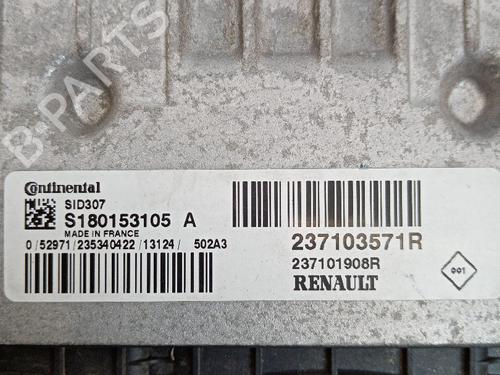 B-PARTS
Continental
SID307
S180153105 A
MADE IN FRANCE
0/52971/235340422/13124/ 502A3
237103571R
237101908R
RENAULT
001